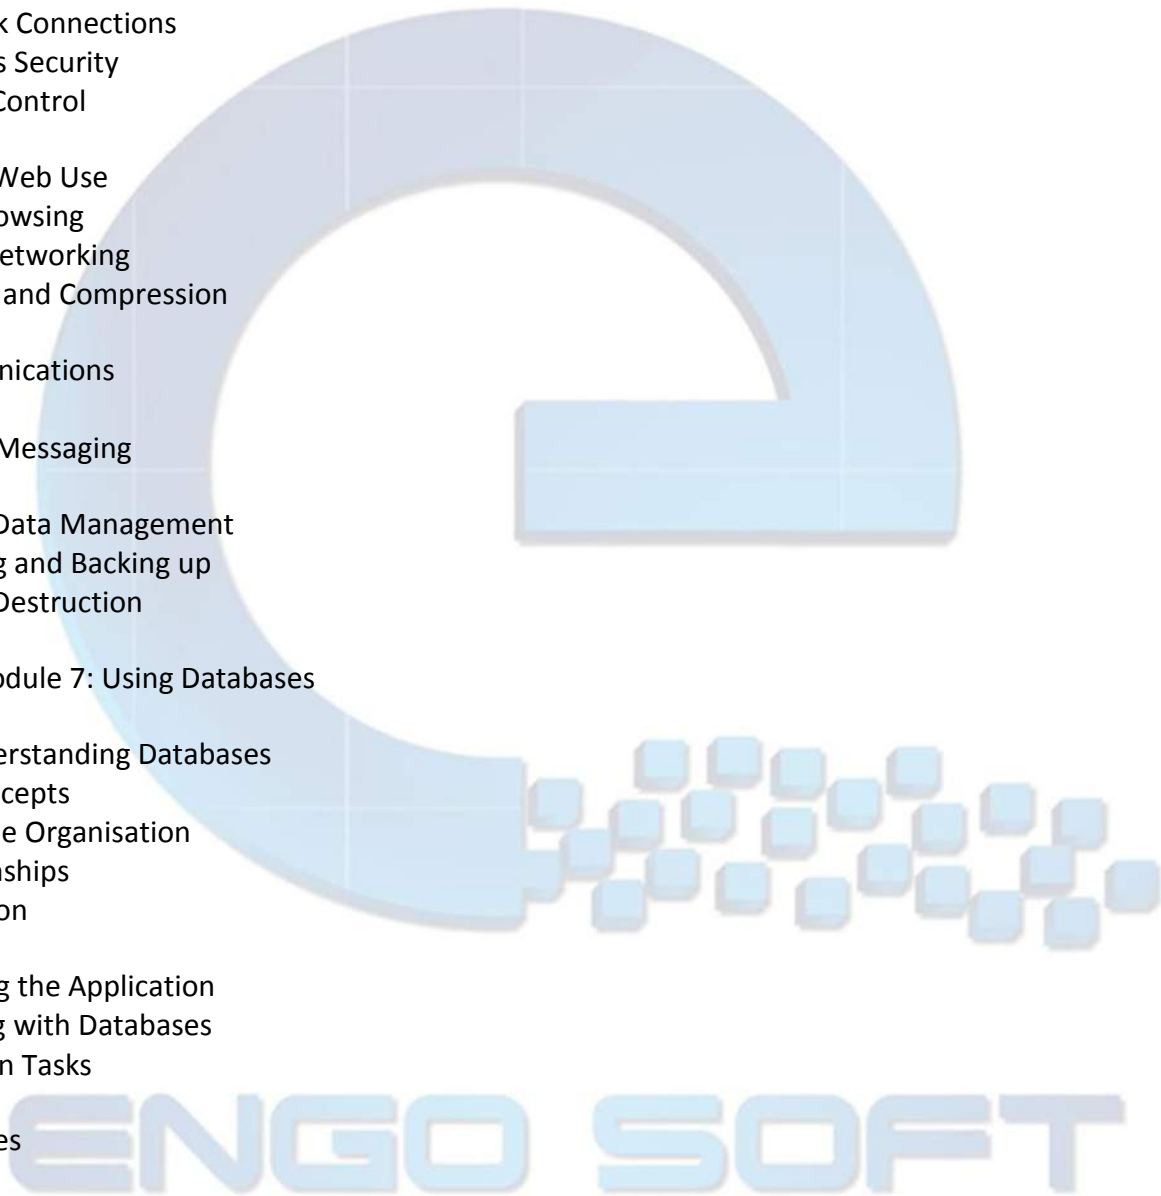 k Connections
s Security
Control
Web Use
owsing
etworking
and Compression
nications
Messaging
Data Management
g and Backing up
Destruction
odule 7: Using Databases
erstanding Databases
cepts
e Organisation
nships
on
g the Application
g with Databases
n Tasks
es
ENGO SOFT